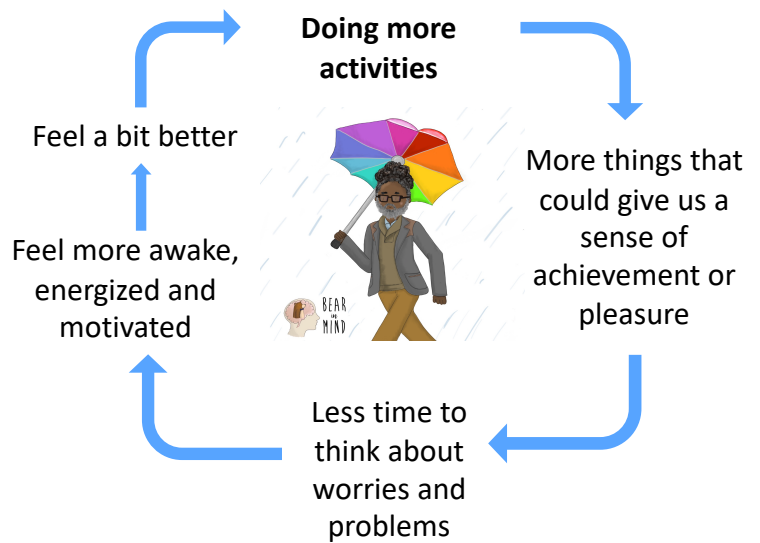 Doing more
activities
More things that
could give us a
sense of
achievement or
pleasure
Less time to
think about
worries and
problems
Feel more awake,
energized and
motivated
Feel a bit better
BEAR
IN
MIND